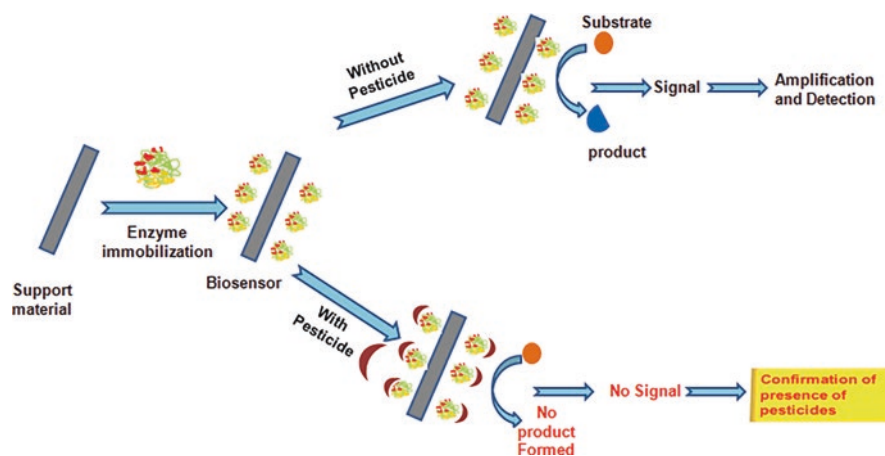 Support
material
Enzyme
immobilization
Biosensor
Without
Pesticide
Substrate
product
Signal
Amplification
and Detection
With
Pesticide
No
product
Formed
No Signal
Confirmation of
presence of
pesticides